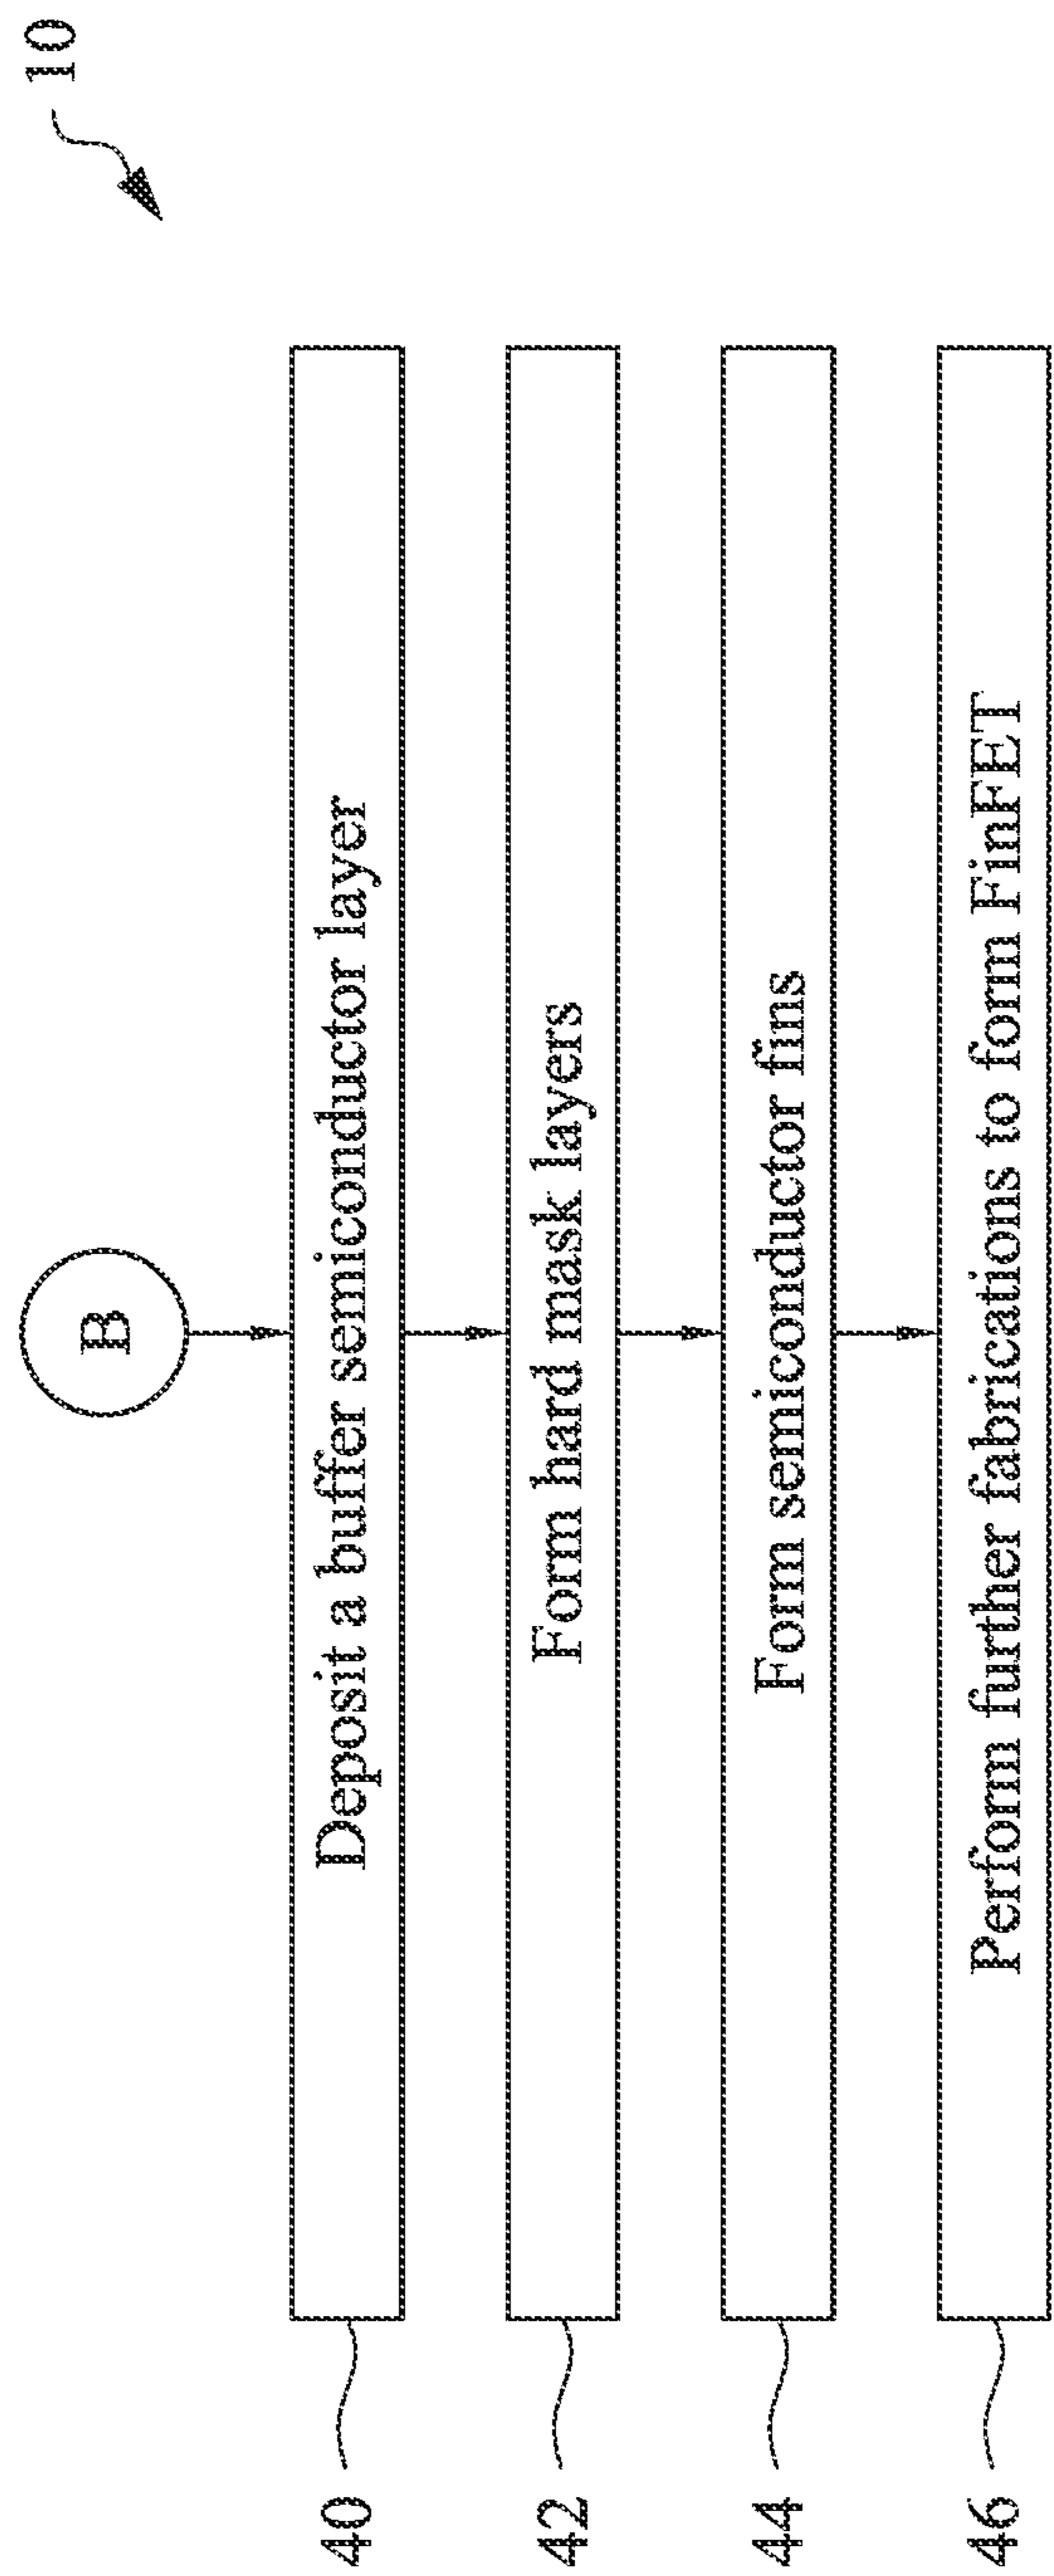 10
B
40
Deposit a buffer semiconductor layer
42
Form hard mask layers
44
Form semiconductor fins
46
Perform further fabrications to form FinFET